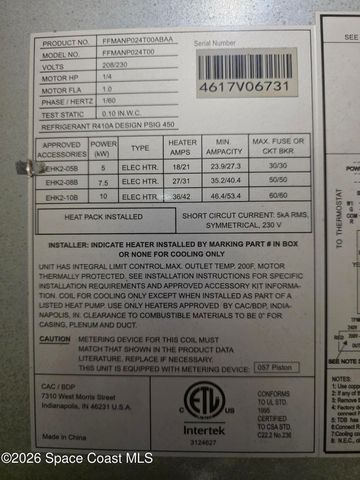 PRODUCT NO. FFMANP024T00ABAA
MODEL NO. FFMANP024T00
VOLTS 208/230
MOTOR HP 1/4
MOTOR FLA 1.0
PHASE / HERTZ 1/60
TEST STATIC 0.10 IN.W.C.
REFRIGERANT R410A DESIGN PSIG 450
Serial Number
4617V06731
APPROVED ACCESSORIES POWER (kW) TYPE HEATER AMPS MIN. AMPACITY MAX. FUSE OR CKT BKR
EHK2-05B 5 ELEC HTR. 18/21 23.9/27.3 30/30
EHK2-08B 7.5 ELEC HTR. 27/31 35.2/40.4 50/50
EHK2-10B 10 ELEC HTR. 36/42 46.4/53.4 60/60
HEAT PACK INSTALLED
SHORT CIRCUIT CURRENT: 5kA RMS,
SYMMETRICAL, 230 V
INSTALLER: INDICATE HEATER INSTALLED BY MARKING PART # IN BOX
OR NONE FOR COOLING ONLY
UNIT HAS INTEGRAL LIMIT CONTROL.MAX. OUTLET TEMP. 200F, MOTOR
THERMALLY PROTECTED. SEE INSTALLATION INSTRUCTIONS FOR SPECIFIC
INSTALLATION REQUIREMENTS AND APPROVED ACCESSORY KIT INFORMA-
TION. COIL FOR COOLING ONLY EXCEPT WHEN INSTALLED AS PART OF A
LISTED HEAT PUMP. USE ONLY HEATERS APPROVED BY CAC/BDP, INDIA-
NAPOLIS, IN. CLEARANCE TO COMBUSTIBLE MATERIALS TO BE 0" FOR
CASING, PLENUM AND DUCT.
CAUTION METERING DEVICE FOR THIS COIL MUST
MATCH THAT SHOWN IN THE PRODUCT DATA
LITERATURE. REPLACE IF NECESSARY.
THIS UNIT IS EQUIPPED WITH METERING DEVICE: 057 Piston
CAC / BDP
7310 West Morris Street
Indianapolis, IN 46231 U.S.A.
Made in China
C ETL US
Intertek
3124627
CONFORMS
TO UL STD.
1995
CERTIFIED
TO CSA STD.
C22.2 No.236
TO THERMOSTAT
©2026 Space Coast MLS